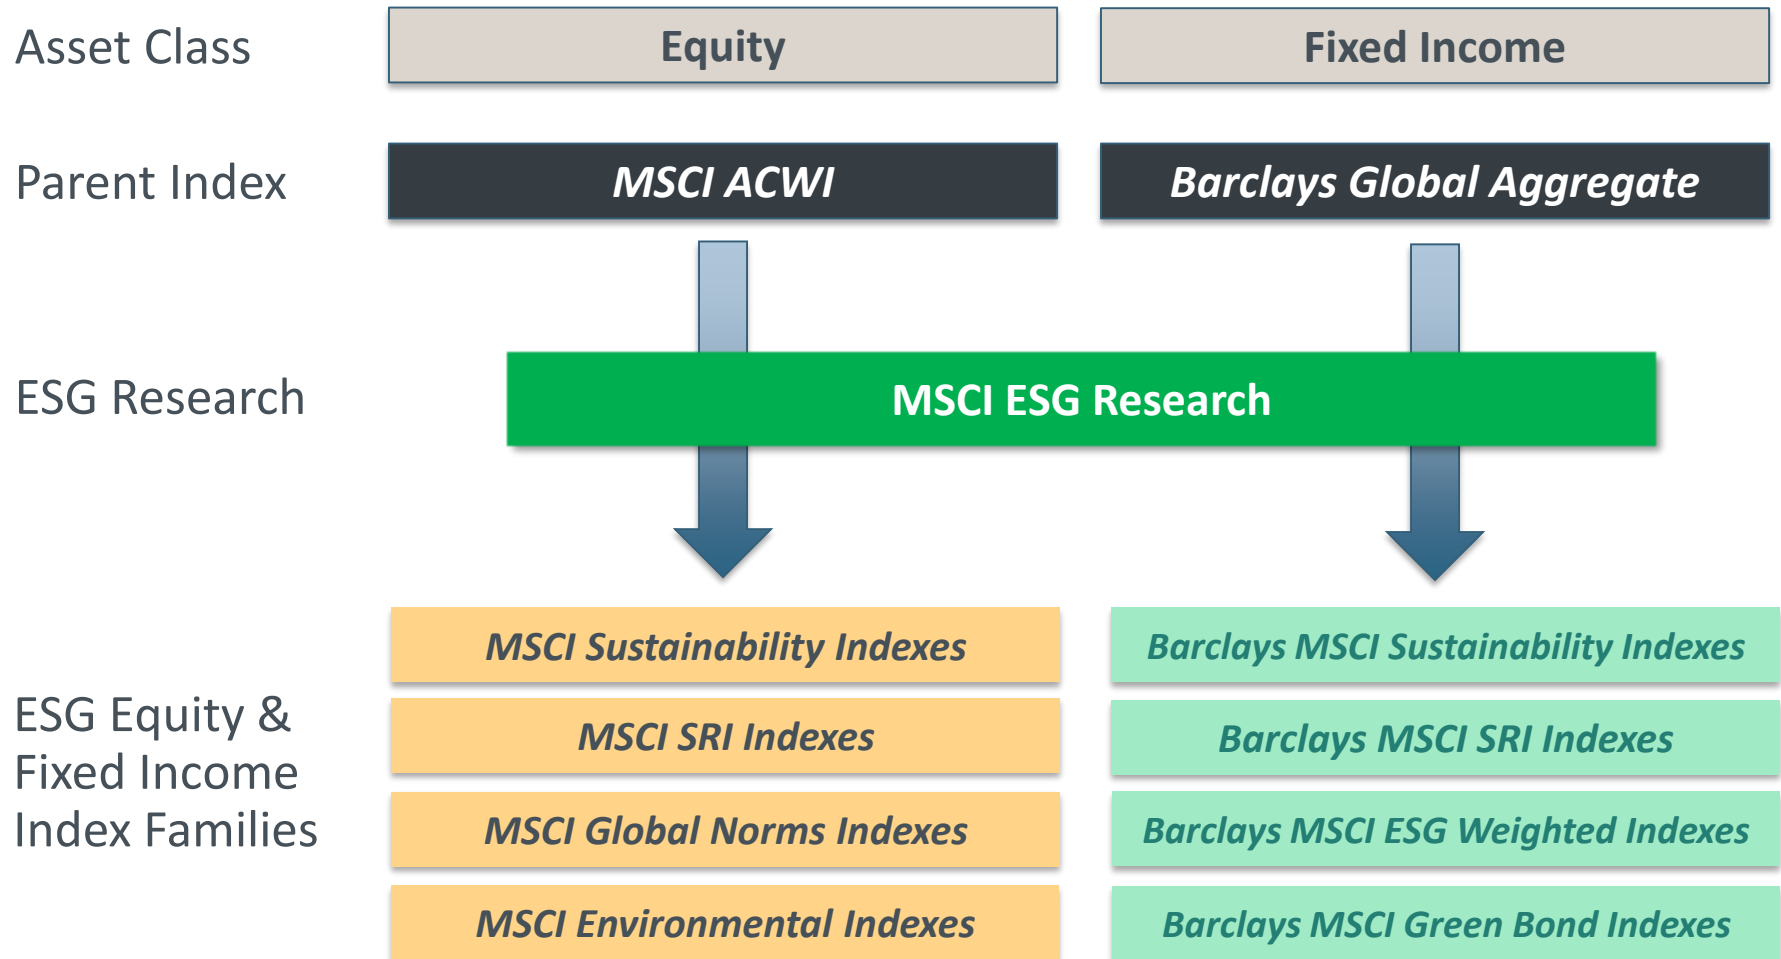 Asset Class
Equity
Fixed Income
Parent Index
MSCI ACWI
Barclays Global Aggregate
ESG Research
MSCI ESG Research
ESG Equity &
Fixed Income
Index Families
MSCI Sustainability Indexes
Barclays MSCI Sustainability Indexes
MSCI SRI Indexes
Barclays MSCI SRI Indexes
MSCI Global Norms Indexes
Barclays MSCI ESG Weighted Indexes
MSCI Environmental Indexes
Barclays MSCI Green Bond Indexes